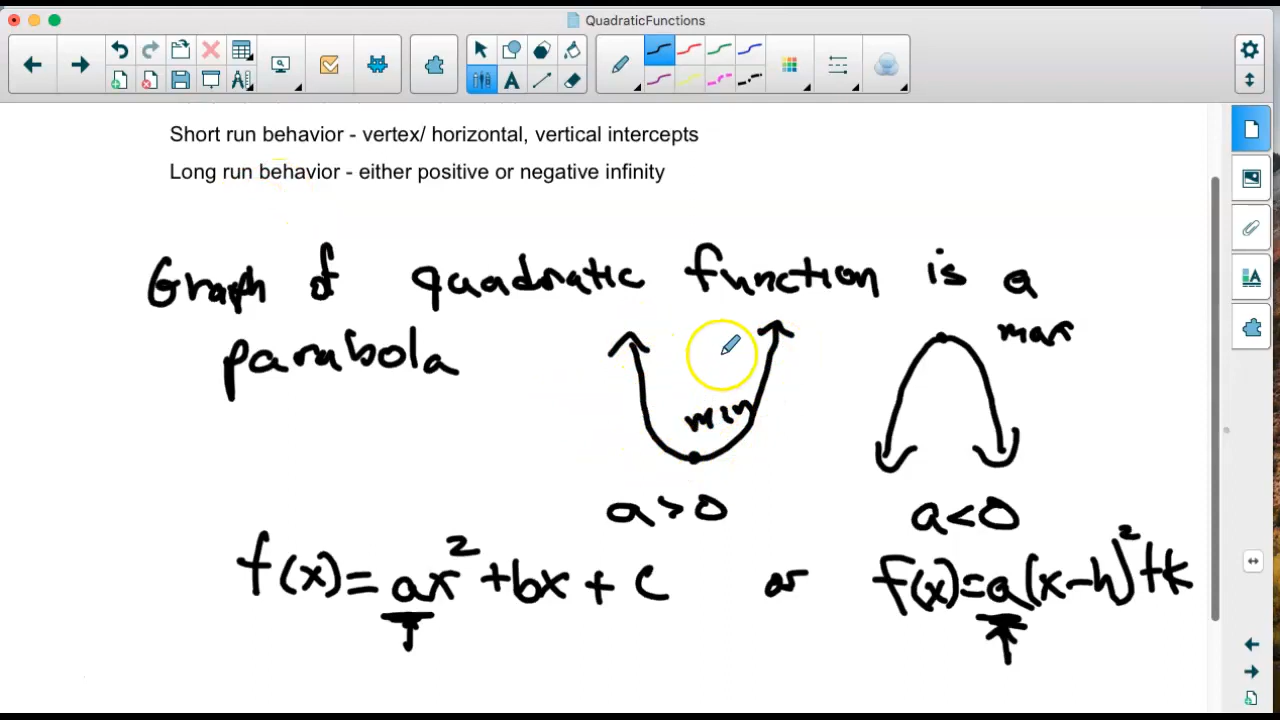 QuadraticFunctions
Short run behavior - vertex/ horizontal, vertical intercepts
Long run behavior - either positive or negative infinity
Graph of quadratic function is a
parabola
max
min
a>0
a<0
f(x)=ax²+bx+c or f(x)=a(x-h)²+k